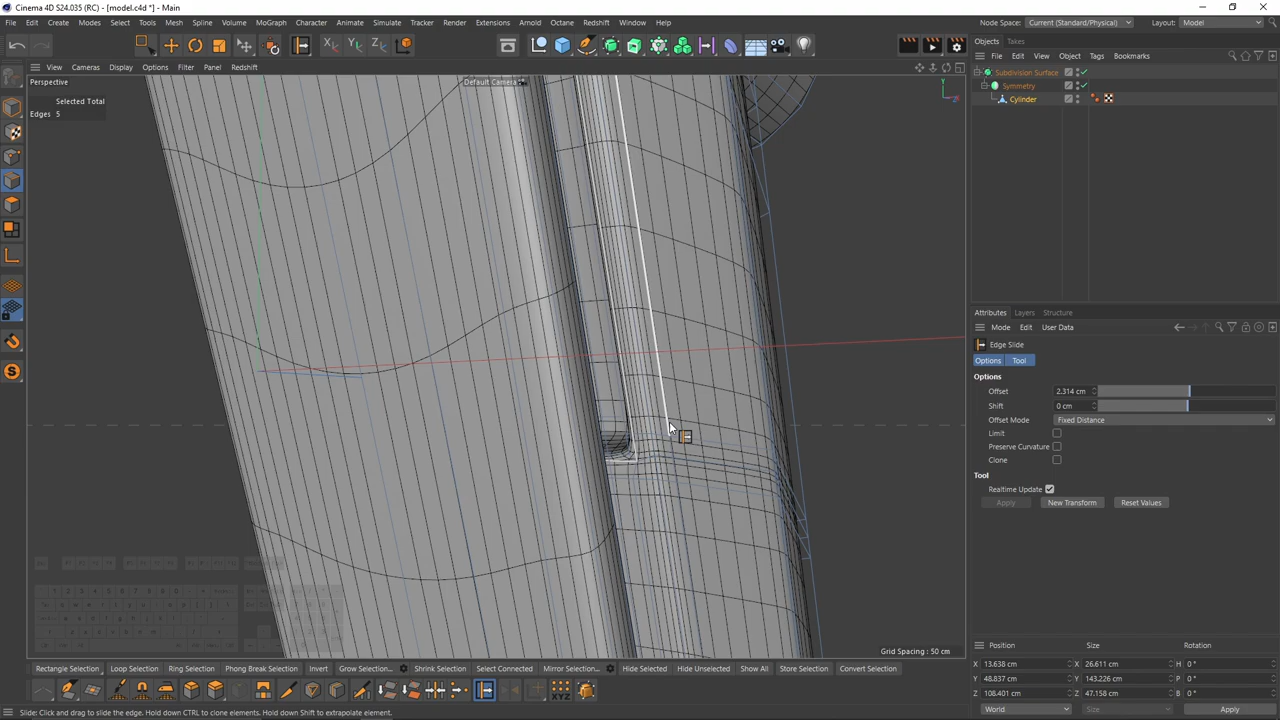 Cinema 4D S24.035 (RC) - [model.c4d *] - Main
File Edit Create Modes Select Tools Mesh Spline Volume MoGraph Character Animate Simulate Tracker Render Extensions Arnold Octane Redshift Window Help
Node Space: Current (Standard/Physical) Layout: Model
Objects Takes
File Edit View Object Tags Bookmarks
View Cameras Display Options Filter Panel Redshift
Subdivision Surface
Symmetry
Cylinder
Perspective
Default Camera
Selected Total
Edges 5
Attributes Layers Structure
Mode Edit User Data
Edge Slide
Options Tool
Options
Offset 2.314 cm
Shift 0 cm
Offset Mode Fixed Distance
Limit
Preserve Curvature
Clone
Tool
Realtime Update
Apply New Transform Reset Values
Grid Spacing : 50 cm
Position Size Rotation
X 13.638 cm X 26.611 cm H 0 °
Y 48.837 cm Y 143.226 cm P 0 °
Z 108.401 cm Z 47.158 cm B 0 °
World Size Apply
Rectangle Selection Loop Selection Ring Selection Phong Break Selection Invert Grow Selection... Shrink Selection Select Connected Mirror Selection... Hide Selected Hide Unselected Show All Store Selection Convert Selection
Slide: Click and drag to slide the edge. Hold down CTRL to clone elements. Hold down Shift to extrapolate element.